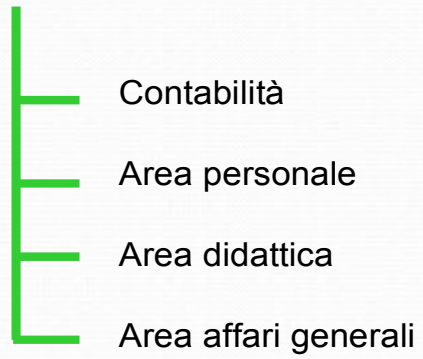 Contabilità
Area personale
Area didattica
Area affari generali